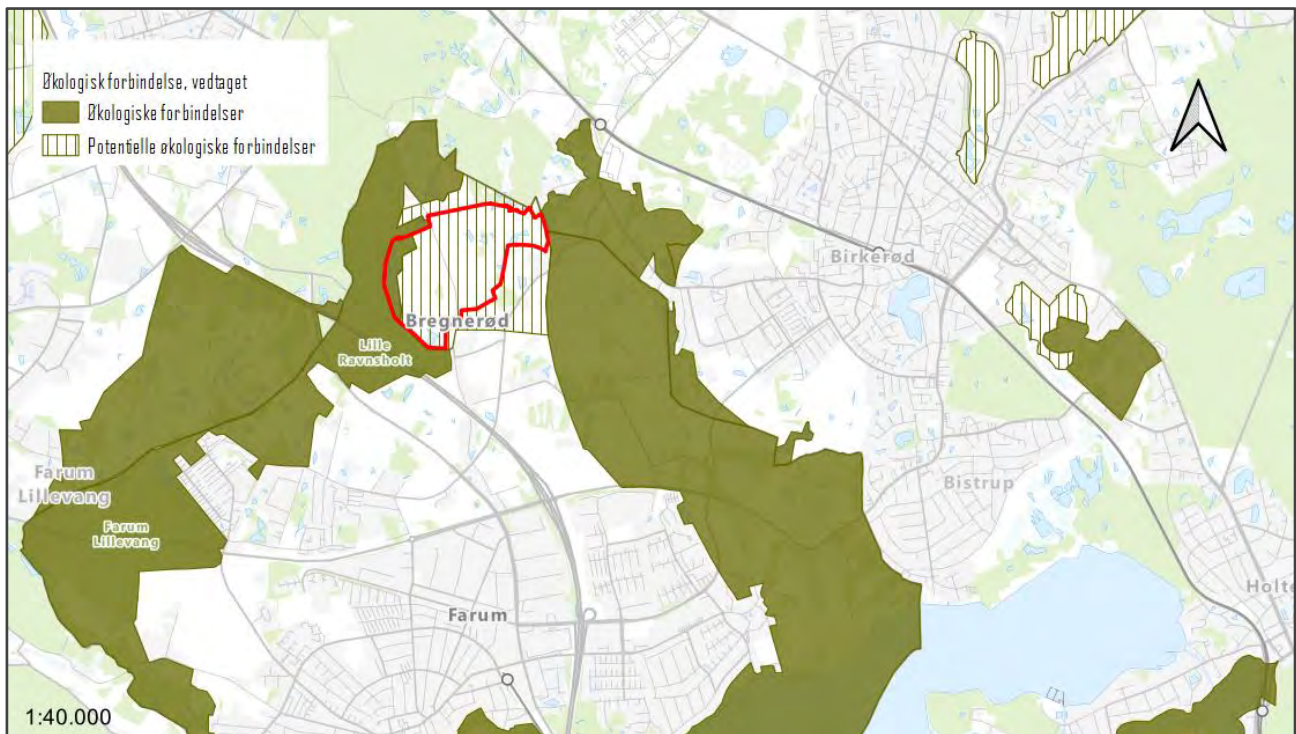 Økologisk forbindelse, vedtaget
Økologiske forbindelser
Potentielle økologiske forbindelser
Birkerød
Bregnerød
Lille
Ravnsholt
Farum
Lillevang
Bistrup
Farum
Lillevang
Holte
Farum
1:40.000